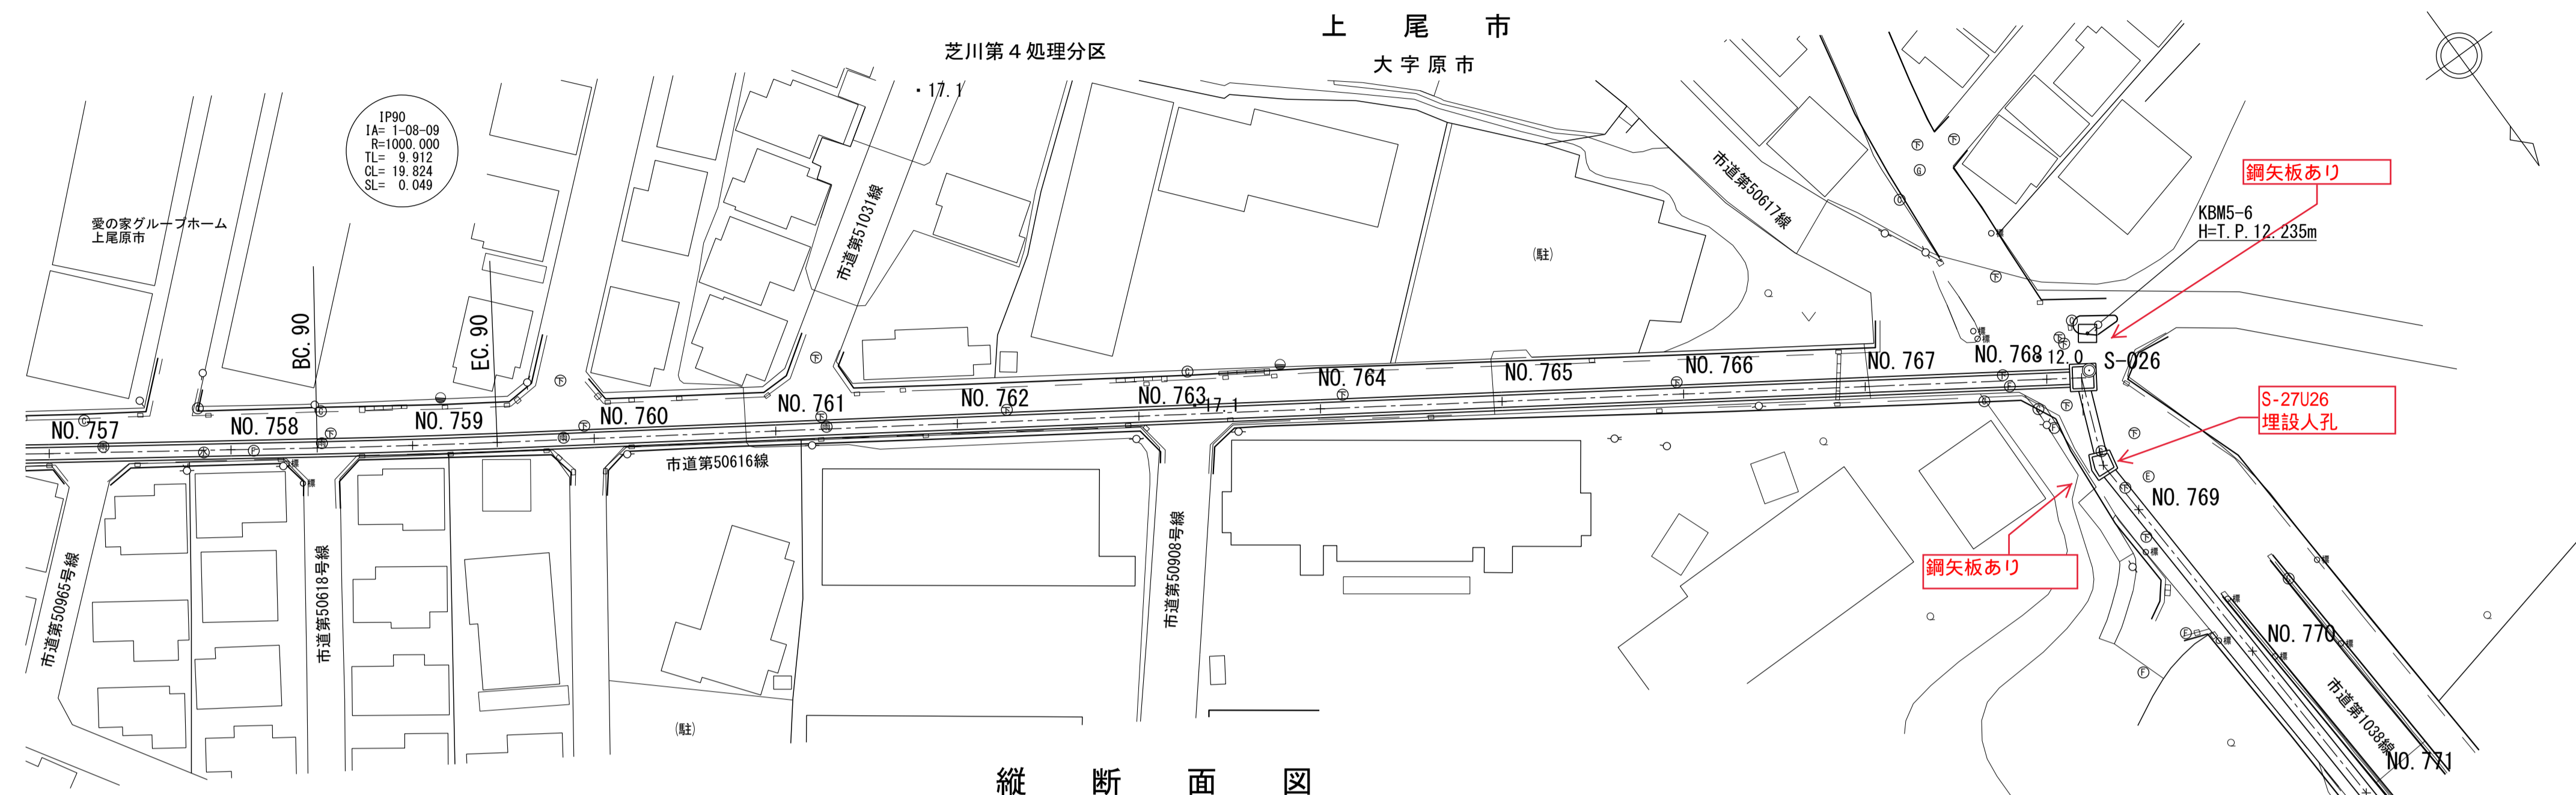 上尾市
芝川第4処理分区
大字原市
・17.1
IP90
IA= 1-08-09
R=1000.000
TL= 9.912
CL= 19.824
SL= 0.049
愛の家グループホーム
上尾原市
市道第51031線
市道第50617線
(駐)
鋼矢板あり
KBM5-6
H=T.P.12.235m
BC.90
EC.90
NO.757
NO.758
NO.759
NO.760
NO.761
NO.762
NO.763
・17.1
NO.764
NO.765
NO.766
NO.767
NO.768
12.0
S-026
S-27U26
埋設人孔
市道第50616線
NO.769
鋼矢板あり
市道第50965号線
市道第50618号線
市道第50908号線
NO.770
市道第1038線
NO.771
(駐)
縦断面図